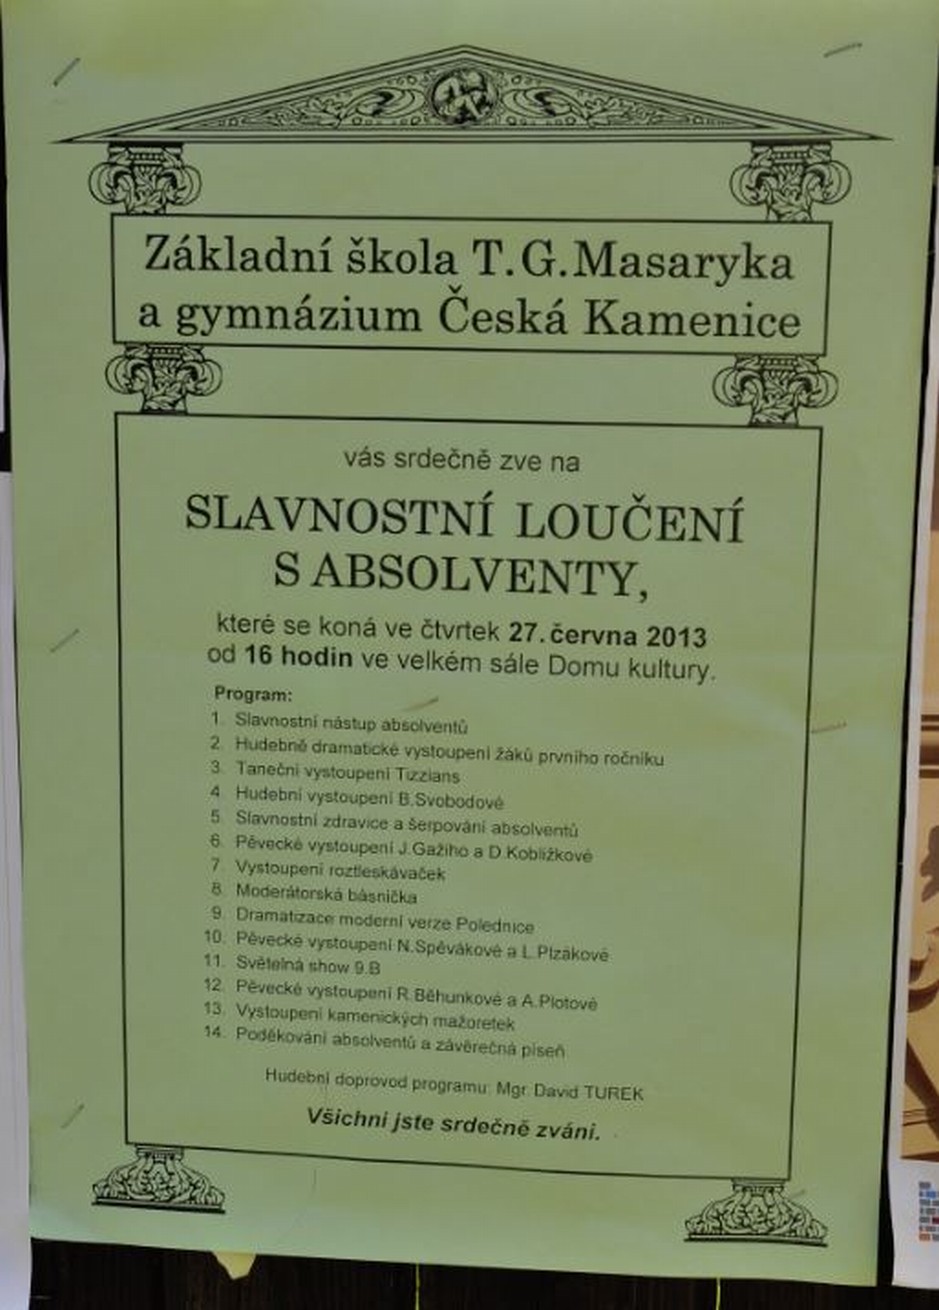 Základní škola T.G.Masaryka
a gymnázium Česká Kamenice
vás srdečně zve na
SLAVNOSTNÍ LOUČENÍ
S ABSOLVENTY,
které se koná ve čtvrtek 27. června 2013
od 16 hodin ve velkém sále Domu kultury.
Program:
1. Slavnostní nástup absolventů
2. Hudebně dramatické vystoupení žáků prvního ročníku
3. Taneční vystoupení Tizzians
4. Hudební vystoupení B.Svobodové
5. Slavnostní zdravice a šerpování absolventů
6. Pěvecké vystoupení J.Gažiho a D.Kobližkové
7. Vystoupení roztleskávaček
8. Moderátorská básnička
9. Dramatizace moderní verze Polednice
10. Pěvecké vystoupení N.Spěvákové a L.Plzákové
11. Světelná show 9.B
12. Pěvecké vystoupení R.Běhunkové a A.Plotové
13. Vystoupení kamenických mažoretek
14. Poděkování absolventů a závěrečná píseň
Hudební doprovod programu: Mgr. David TUREK
Všichni jste srdečně zváni.